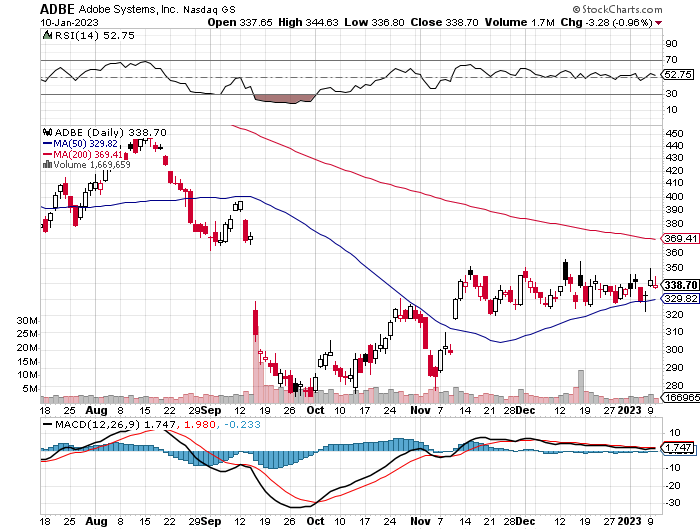 ADBE Adobe Systems, Inc. Nasdaq GS © StockCharts.com
10-Jan-2023 Open 337.65 High 344.63 Low 336.80 Close 338.70 Volume 1.7M Chg -3.28 (-0.96%)
RSI(14) 52.75
90
70
52.75
30
10
ADBE (Daily) 338.70
MA(50) 329.82
MA(200) 369.41
Volume 1,669,659
450
440
430
420
410
400
390
380
369.41
360
350
338.70
329.82
320
310
300
290
280
166965
30M
25M
20M
15M
10M
5M
18 25 Aug 8 15 22 Sep 12 19 26 Oct 10 17 24 Nov 7 14 21 28 Dec 12 19 27 2023 9
MACD(12,26,9) 1.747, 1.980, -0.233
10
1.747
-10
-20
-30
18 25 Aug 8 15 22 Sep 12 19 26 Oct 10 17 24 Nov 7 14 21 28 Dec 12 19 27 2023 9